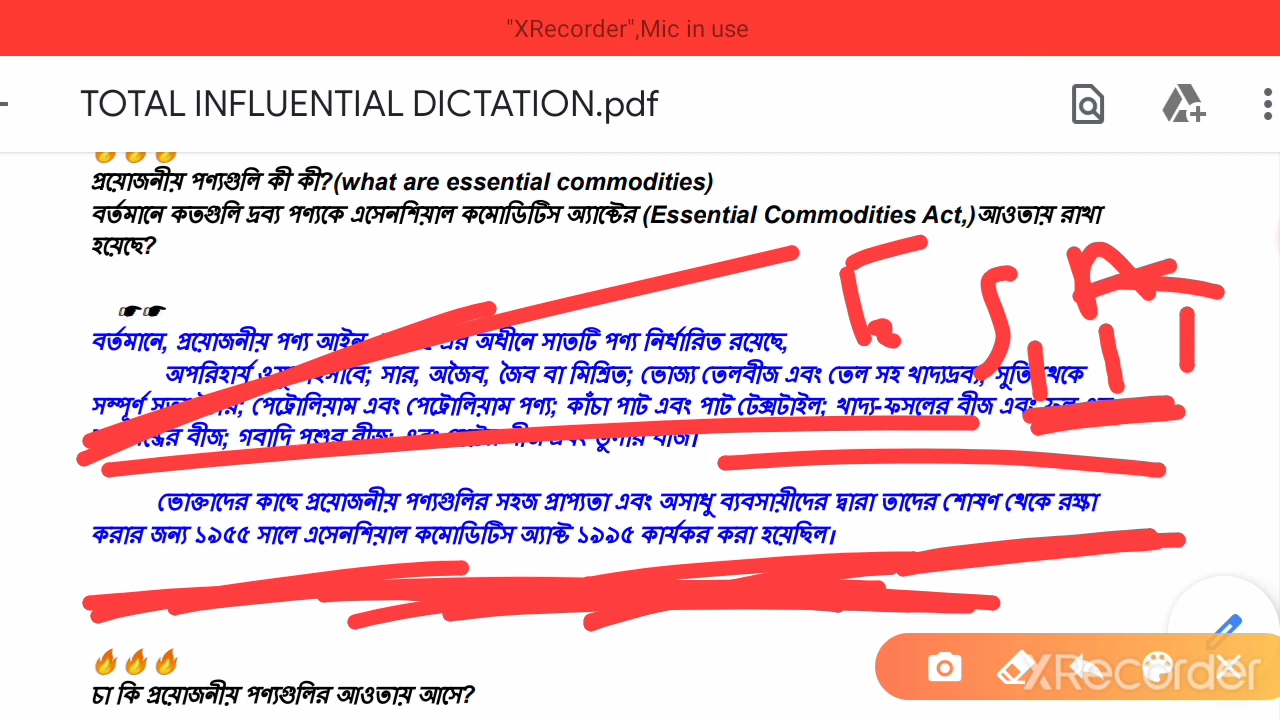 "XRecorder",Mic in use
TOTAL INFLUENTIAL DICTATION.pdf
প্রয়োজনীয় পণ্যগুলি কী কী?(what are essential commodities)
বর্তমানে কতগুলি দ্রব্য পণ্যকে এসেনশিয়াল কমোডিটিস অ্যাক্টের (Essential Commodities Act,)আওতায় রাখা
হয়েছে?
বর্তমানে, প্রয়োজনীয় পণ্য আইন, এর অধীনে সাতটি পণ্য নির্ধারিত রয়েছে,
অপরিহার্য সার, অজৈব, জৈব বা মিশ্রিত; ভোজ্য তেলবীজ এবং তেল সহ খাদ্যদ্রব্য; সুতি থেকে
সম্পূর্ণ পেট্রোলিয়াম এবং পেট্রোলিয়াম পণ্য; কাঁচা পাট এবং পাট টেক্সটাইল; খাদ্য-ফসলের বীজ এবং
বীজ; গবাদি পশুর বীজ; এবং এবং তুলার বীজ।
ভোক্তাদের কাছে প্রয়োজনীয় পণ্যগুলির সহজ প্রাপ্যতা এবং অসাধু ব্যবসায়ীদের দ্বারা তাদের শোষণ থেকে রক্ষা
করার জন্য ১৯৫৫ সালে এসেনশিয়াল কমোডিটিস অ্যাক্ট ১৯৯৫ কার্যকর করা হয়েছিল।
চা কি প্রয়োজনীয় পণ্যগুলির আওতায় আসে?
XRecorder